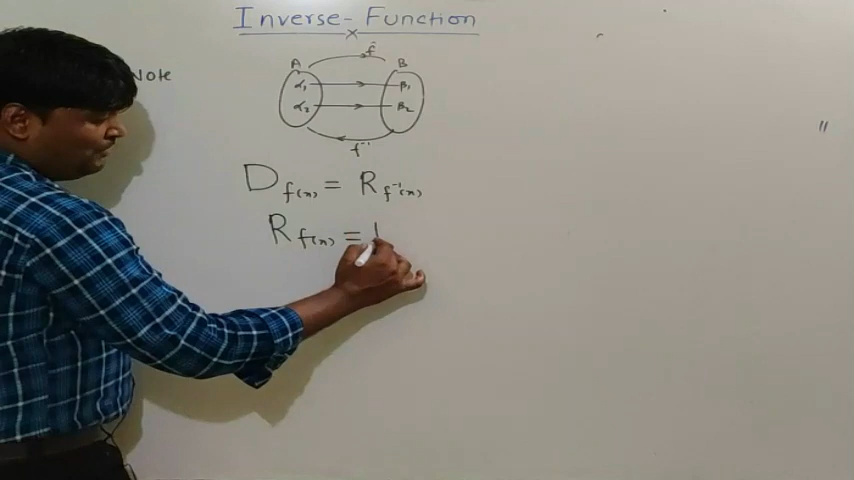 Inverse-Function
×
f
A B
Note
α₁ β₁
α₂ β₂
f⁻¹
D f(x) = R f⁻¹(x)
R f(x) =
"